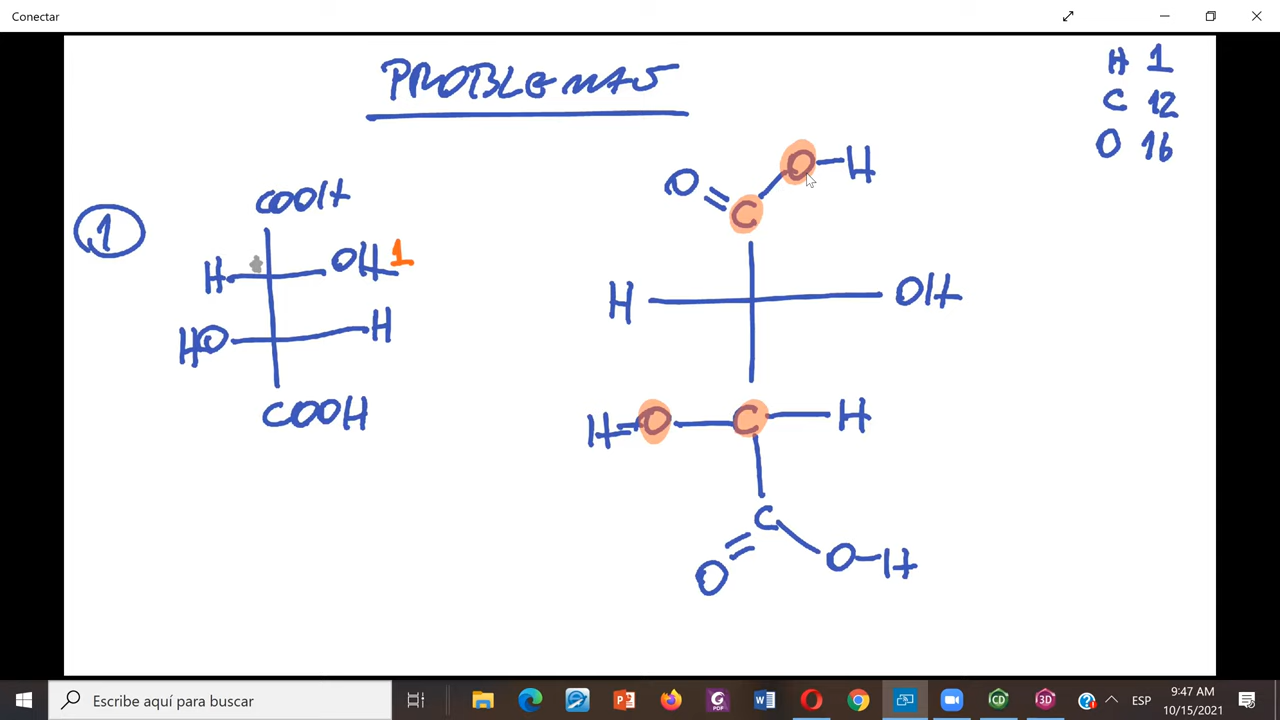 Conectar
PROBLEMAS
H 1
C 12
O 16
1
COOH
H OH 1
HO H
COOH
O O-H
C
H OH
H-O C H
C
O O-H
Escribe aquí para buscar
ESP
9:47 AM
10/15/2021